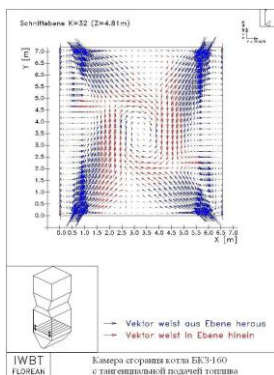 Schnittebene K=32 (Z=4.81m)
Y [m]
7.0
6.5
6.0
5.5
5.0
4.5
4.0
3.5
3.0
2.5
2.0
1.5
1.0
0.5
0.0
0.0 0.5 1.0 1.5 2.0 2.5 3.0 3.5 4.0 4.5 5.0 5.5 6.0 6.5
X [m]
Vektor weist aus Ebene heraus
Vektor weist in Ebene hinein
IWBT
FLOREAN
Камера сгорания котла БКЗ-160
с тангенциальной подачей топлива